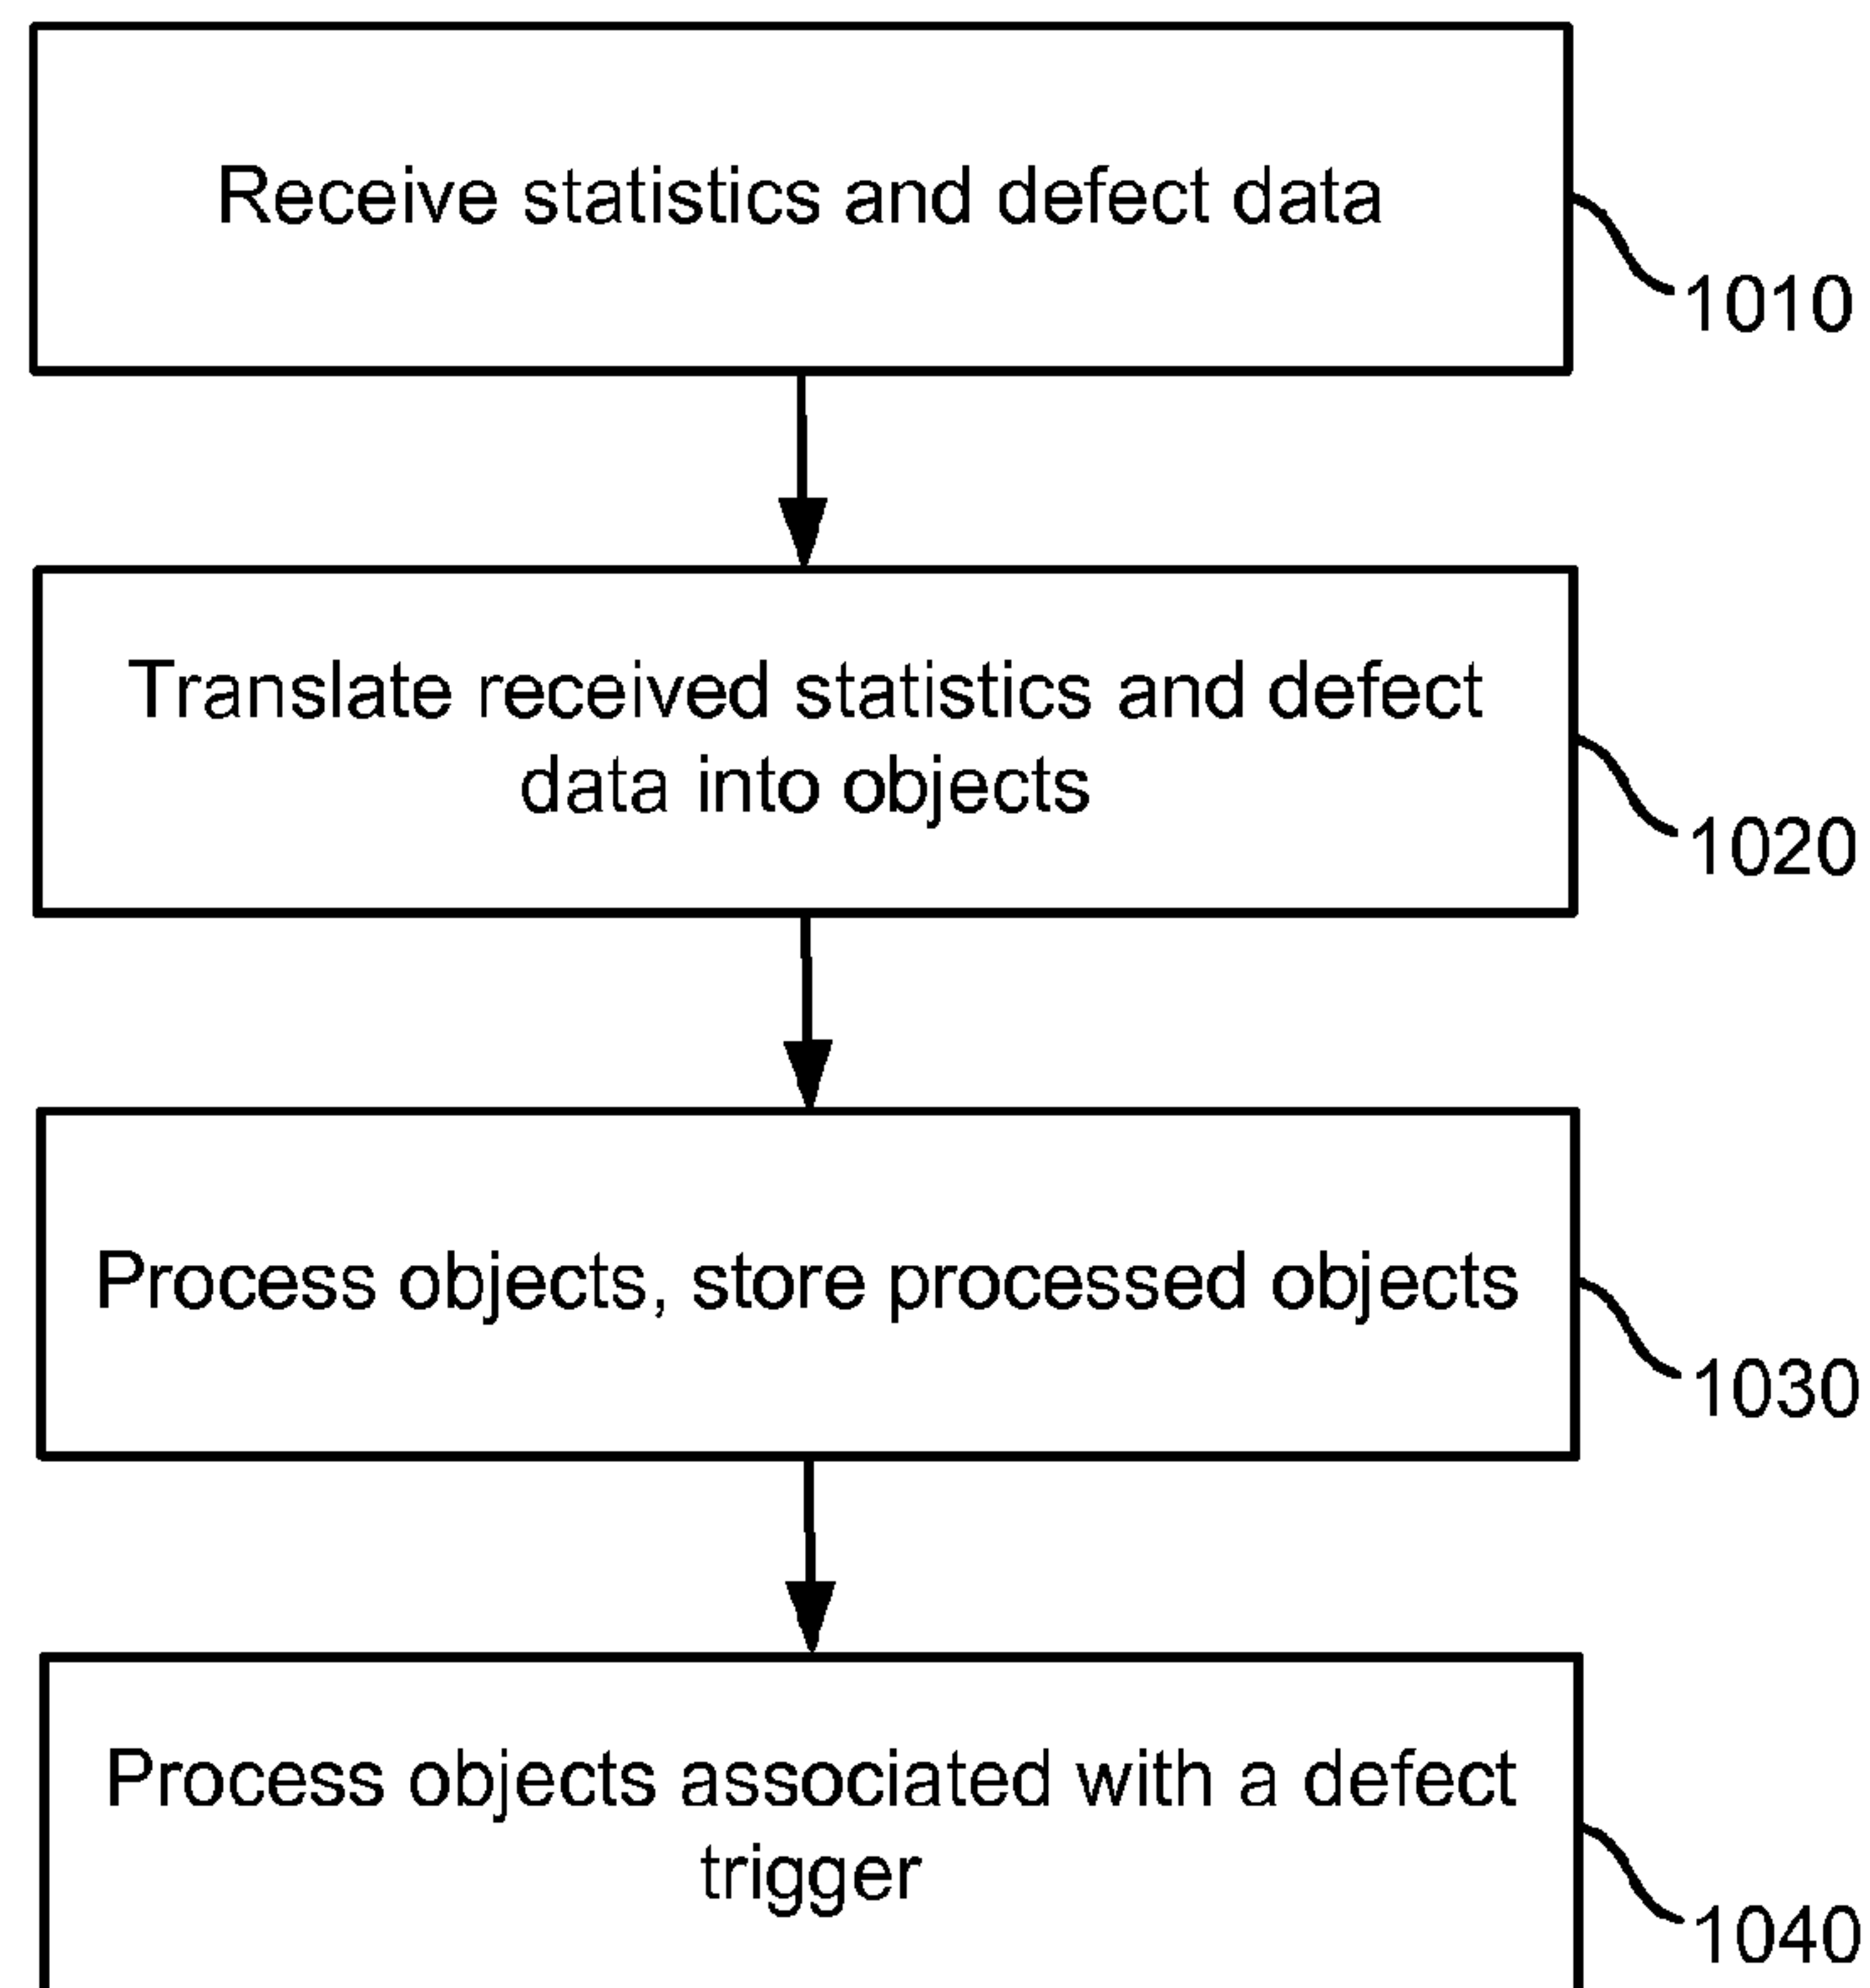 Receive statistics and defect data
1010
Translate received statistics and defect
data into objects
1020
Process objects, store processed objects
1030
Process objects associated with a defect
trigger
1040